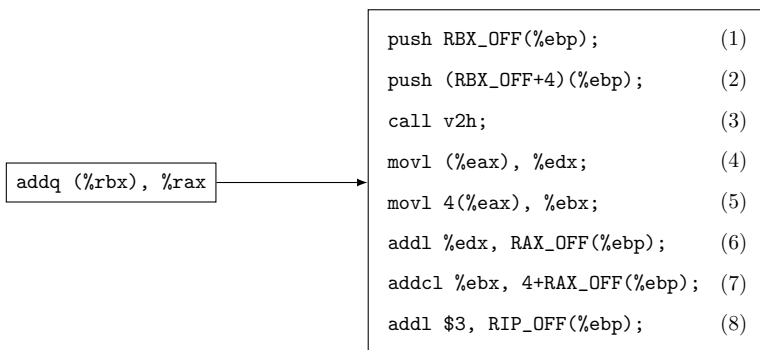 addq (%rbx), %rax
push RBX_OFF(%ebp); (1)
push (RBX_OFF+4)(%ebp); (2)
call v2h; (3)
movl (%eax), %edx; (4)
movl 4(%eax), %ebx; (5)
addl %edx, RAX_OFF(%ebp); (6)
addcl %ebx, 4+RAX_OFF(%ebp); (7)
addl $3, RIP_OFF(%ebp); (8)